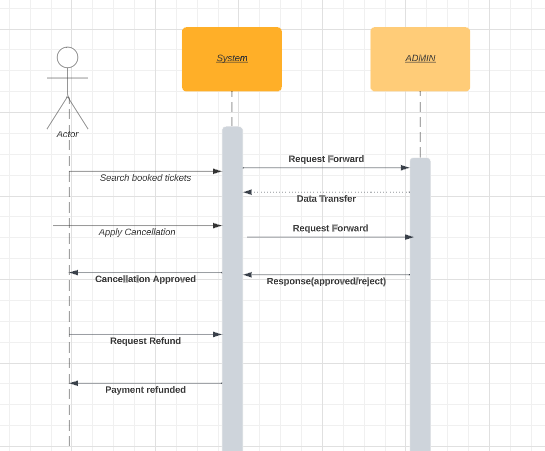 System
ADMIN
Actor
Request Forward
Search booked tickets
Data Transfer
Apply Cancellation
Request Forward
Cancellation Approved
Response(approved/reject)
Request Refund
Payment refunded